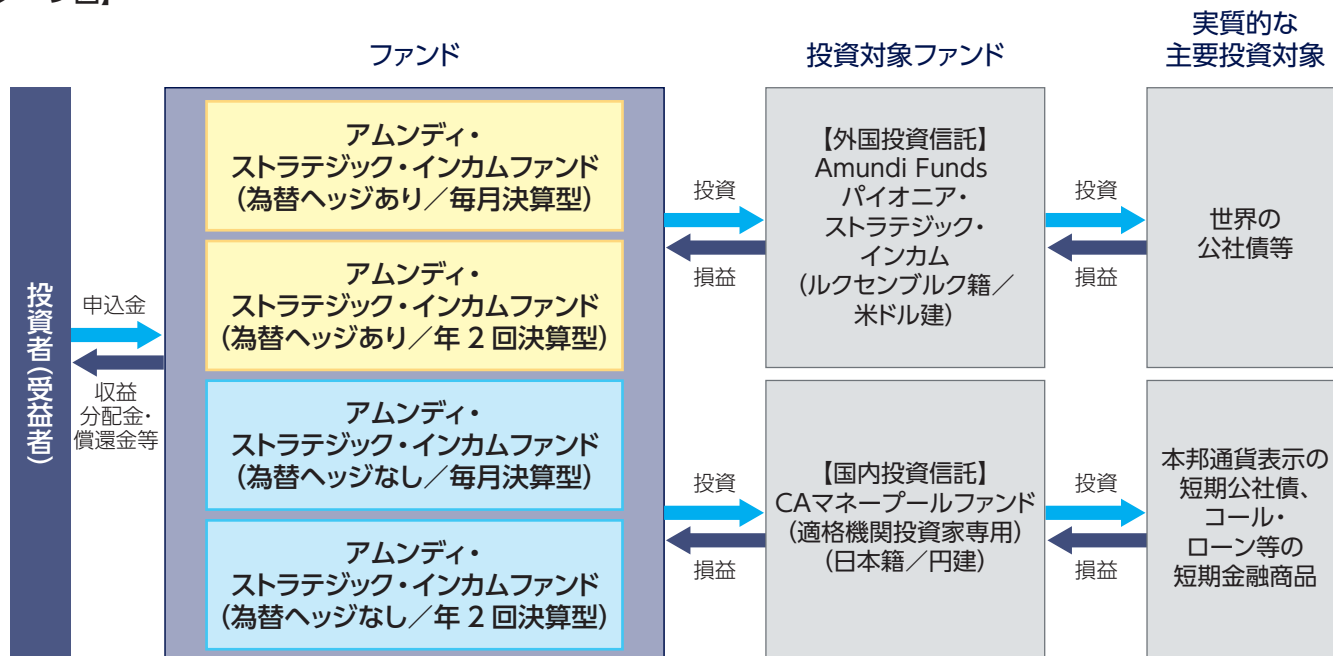 ファンド
投資対象ファンド
実質的な
主要投資対象
投資者（受益者）
申込金
収益
分配金・
償還金等
アムンディ・
ストラテジック・インカムファンド
（為替ヘッジあり／毎月決算型）
アムンディ・
ストラテジック・インカムファンド
（為替ヘッジあり／年 2 回決算型）
アムンディ・
ストラテジック・インカムファンド
（為替ヘッジなし／毎月決算型）
アムンディ・
ストラテジック・インカムファンド
（為替ヘッジなし／年 2 回決算型）
投資
損益
【外国投資信託】
Amundi Funds
パイオニア・
ストラテジック・
インカム
（ルクセンブルク籍／
米ドル建）
投資
損益
世界の
公社債等
投資
損益
【国内投資信託】
CAマネープールファンド
（適格機関投資家専用）
（日本籍／円建）
投資
損益
本邦通貨表示の
短期公社債、
コール・
ローン等の
短期金融商品